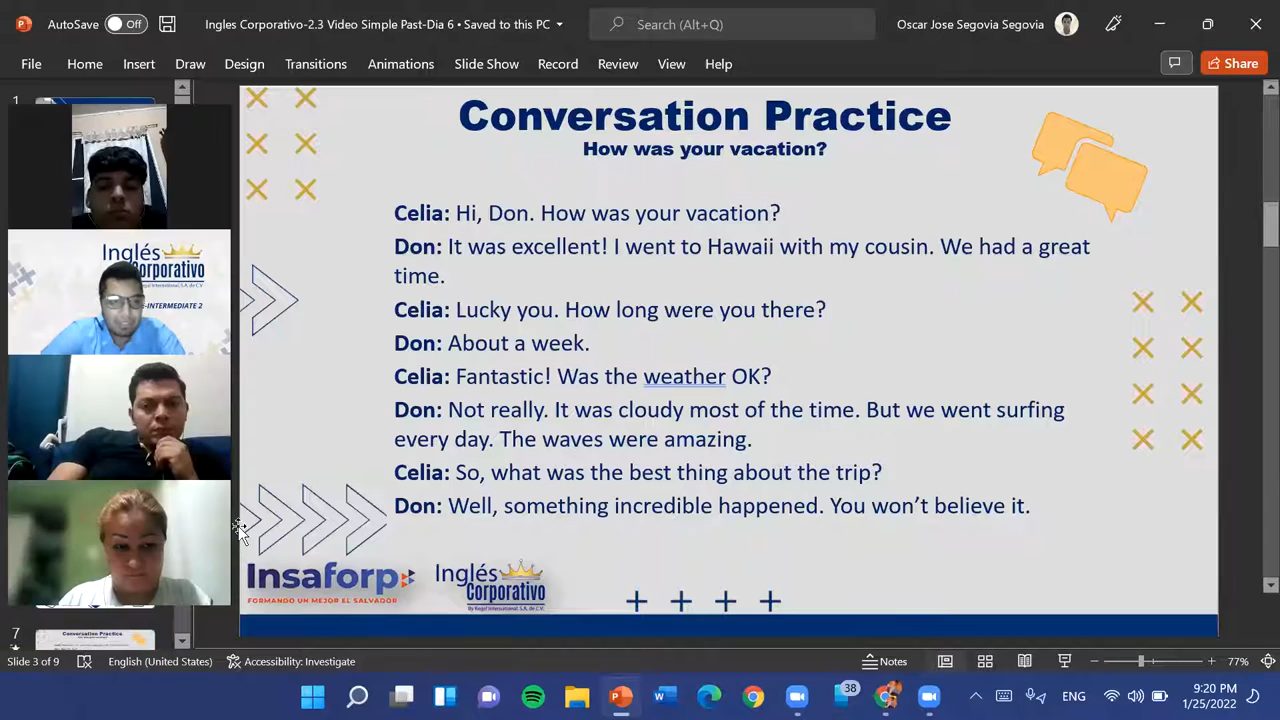 AutoSave Off Ingles Corporativo-2.3 Video Simple Past-Dia 6 • Saved to this PC Search (Alt+Q) Oscar Jose Segovia Segovia
File Home Insert Draw Design Transitions Animations Slide Show Record Review View Help Share
1
Conversation Practice
How was your vacation?
Celia: Hi, Don. How was your vacation?
Don: It was excellent! I went to Hawaii with my cousin. We had a great
time.
Celia: Lucky you. How long were you there?
Don: About a week.
Celia: Fantastic! Was the weather OK?
Don: Not really. It was cloudy most of the time. But we went surfing
every day. The waves were amazing.
Celia: So, what was the best thing about the trip?
Don: Well, something incredible happened. You won’t believe it.
Inglés
Corporativo
-INTERMEDIATE 2
Insaforp
FORMANDO UN MEJOR EL SALVADOR
Inglés
Corporativo
By Regal International, S.A. de C.V.
7
Conversation Practice
Slide 3 of 9 English (United States) Accessibility: Investigate Notes 77%
38
ENG
9:20 PM
1/25/2022